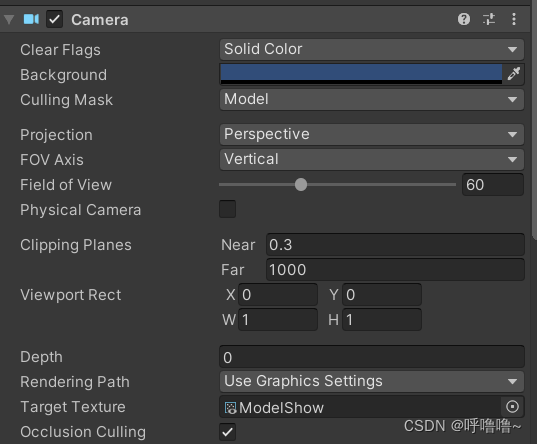 Camera
Clear Flags Solid Color
Background
Culling Mask Model
Projection Perspective
FOV Axis Vertical
Field of View 60
Physical Camera
Clipping Planes Near 0.3
Far 1000
Viewport Rect X 0 Y 0
W 1 H 1
Depth 0
Rendering Path Use Graphics Settings
Target Texture ModelShow
Occlusion Culling
CSDN @呼噜噜~